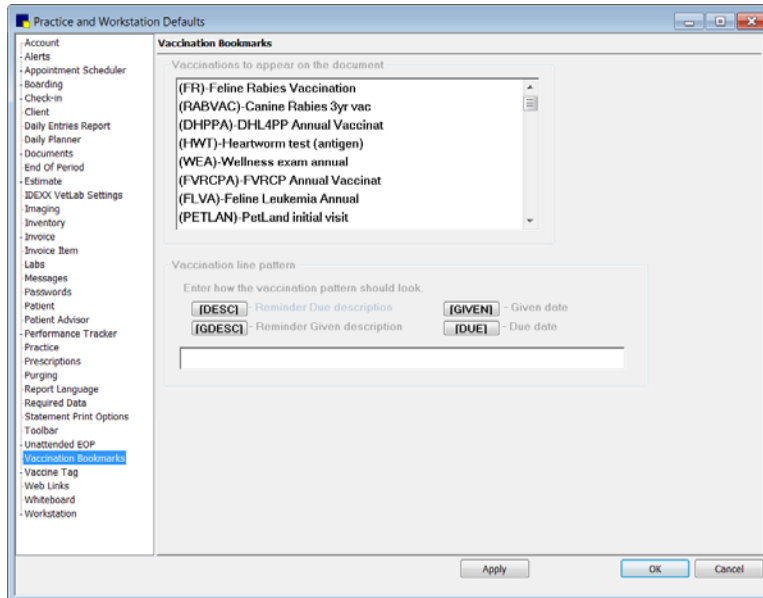 Practice and Workstation Defaults
Account
Alerts
Appointment Scheduler
Boarding
Check-in
Client
Daily Entries Report
Daily Planner
Documents
End Of Period
Estimate
IDEXX VetLab Settings
Imaging
Inventory
Invoice
Invoice Item
Labs
Messages
Passwords
Patient
Patient Advisor
Performance Tracker
Practice
Prescriptions
Purging
Report Language
Required Data
Statement Print Options
Toolbar
Unattended EOP
Vaccination Bookmarks
Vaccine Tag
Web Links
Whiteboard
Workstation
Vaccination Bookmarks
Vaccinations to appear on the document
(FR)-Feline Rabies Vaccination
(RABVAC)-Canine Rabies 3yr vac
(DHPPA)-DHL4PP Annual Vaccinat
(HWT)-Heartworm test (antigen)
(WEA)-Wellness exam annual
(FVRCPA)-FVRCP Annual Vaccinat
(FLVA)-Feline Leukemia Annual
(PETLAN)-PetLand initial visit
Vaccination line pattern
Enter how the vaccination pattern should look.
[DESC] - Reminder Due description [GIVEN] - Given date
[GDESC] - Reminder Given description [DUE] - Due date
Apply OK Cancel